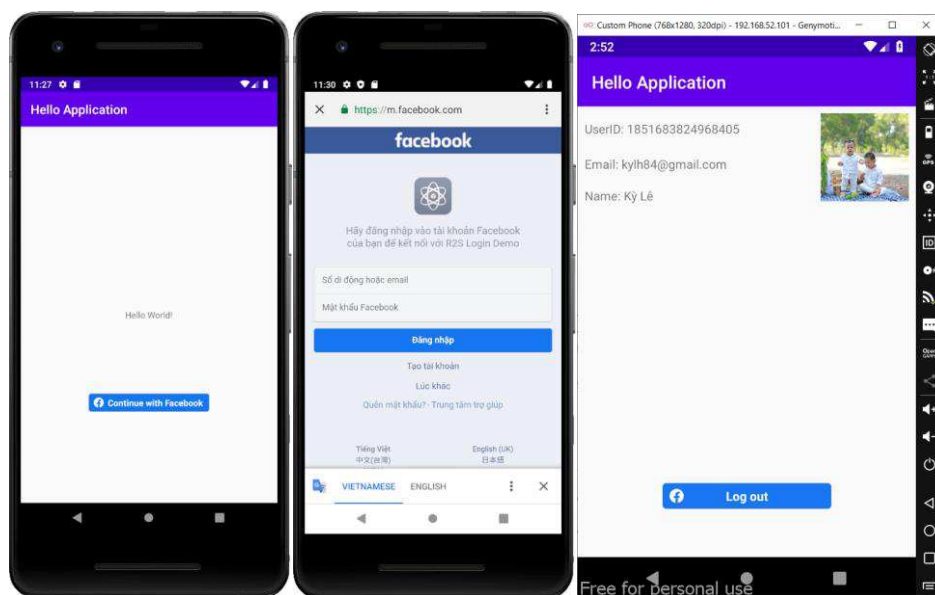 11:27
Hello Application
Hello World!
Continue with Facebook
11:30
https://m.facebook.com
facebook
Hãy đăng nhập vào tài khoản Facebook
của bạn để kết nối với R2S Login Demo
Số di động hoặc email
Mật khẩu Facebook
Đăng nhập
Tạo tài khoản
Lúc khác
Quên mật khẩu? · Trung tâm trợ giúp
Tiếng Việt English (UK)
中文(台灣) 日本語
VIETNAMESE ENGLISH
Custom Phone (768x1280, 320dpi) - 192.168.52.101 - Genymoti...
2:52
Hello Application
UserID: 1851683824968405
Email: kylh84@gmail.com
Name: Kỳ Lê
Log out
Free for personal use
GPS
ID